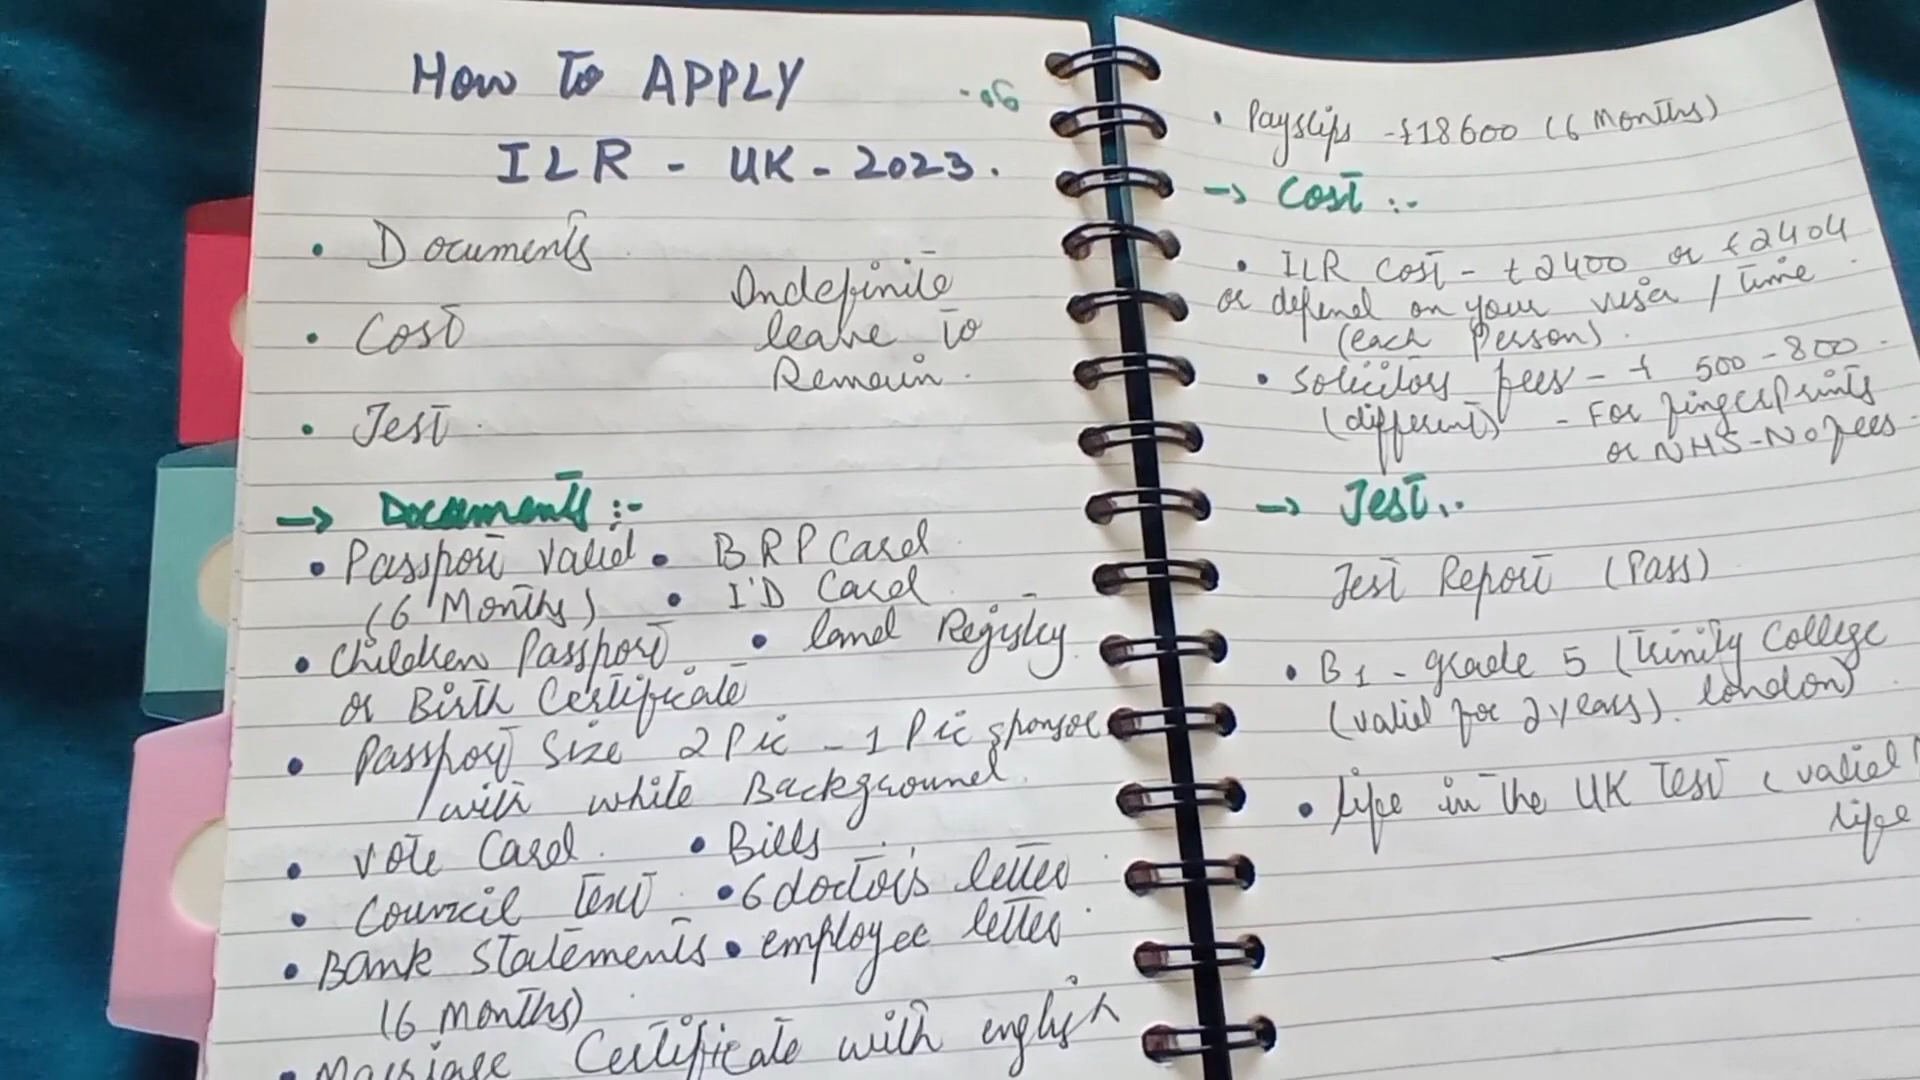 How To APPLY
ILR - UK - 2023.
• Documents
• Cost
Indefinite
leave to
Remain.
• Test.
→ Documents :-
• Passport valid • BRP Card
(6 Months) • I'D Card
• Children Passport • land Registry
or Birth Certificate
• Passport Size 2 Pic - 1 Pic sponsor
with white Background
• Vote Card. • Bills
• Council • 6 doctor's letter
• Bank Statements • employee letter
(6 months)
• Marriage Certificate with english
• Payslips - £18600 (6 Months)
→ Cost :-
• ILR Cost - £2400 or £2404
or depend on your visa / Time
(each Person).
• Solicitors fees - £ 500 - 800
(different) - For fingerprints
or NHS - No fees
→ Test :-
Test Report (Pass)
• B1 - grade 5 (Trinity College
(valid for 2 years). london)
• life in the UK Test (valid
life